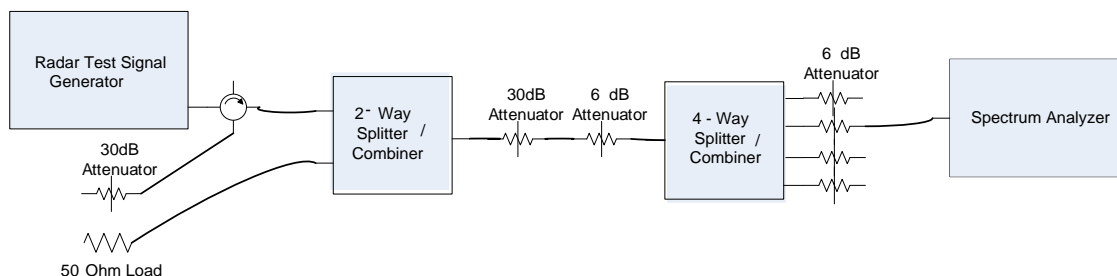 Radar Test Signal
Generator
30dB
Attenuator
50 Ohm Load
2- Way
Splitter /
Combiner
30dB
Attenuator
6 dB
Attenuator
4 - Way
Splitter /
Combiner
6 dB
Attenuator
Spectrum Analyzer